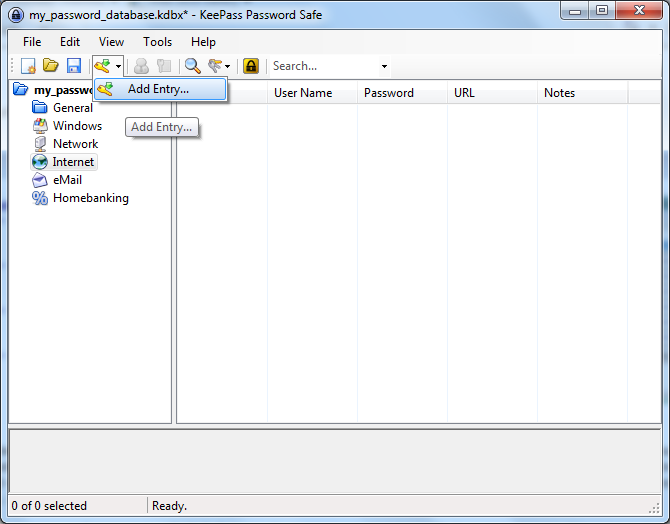 my_password_database.kdbx* - KeePass Password Safe
File Edit View Tools Help
Search...
Add Entry...
my_passw
User Name Password URL Notes
General
Windows
Add Entry...
Network
Internet
eMail
Homebanking
0 of 0 selected
Ready.